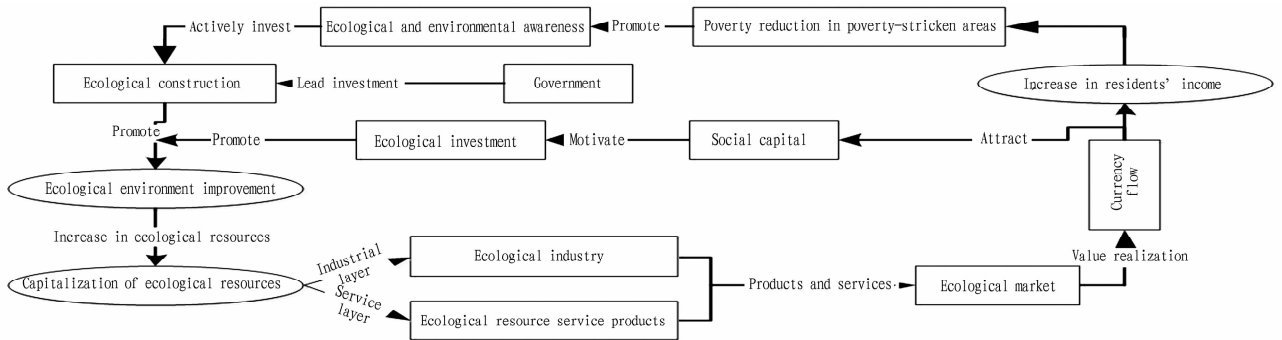 Actively invest
Ecological and environmental awareness
Promote
Poverty reduction in poverty-stricken areas
Ecological construction
Lead investment
Government
Increase in residents' income
Promote
Promote
Ecological investment
Motivate
Social capital
Attract
Currency
flow
Ecological environment improvement
Increase in ecological resources
Industrial
layer
Ecological industry
Value realization
Capitalization of ecological resources
Products and services
Ecological market
Service
layer
Ecological resource service products